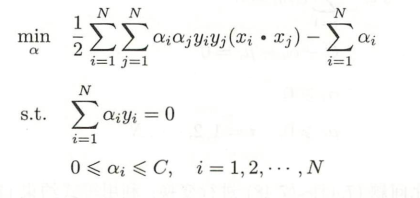 min_α 1/2 ∑_{i=1}^{N} ∑_{j=1}^{N} α_i α_j y_i y_j (x_i • x_j) − ∑_{i=1}^{N} α_i
s.t. ∑_{i=1}^{N} α_i y_i = 0
0 ⩽ α_i ⩽ C, i = 1, 2, ⋯ , N